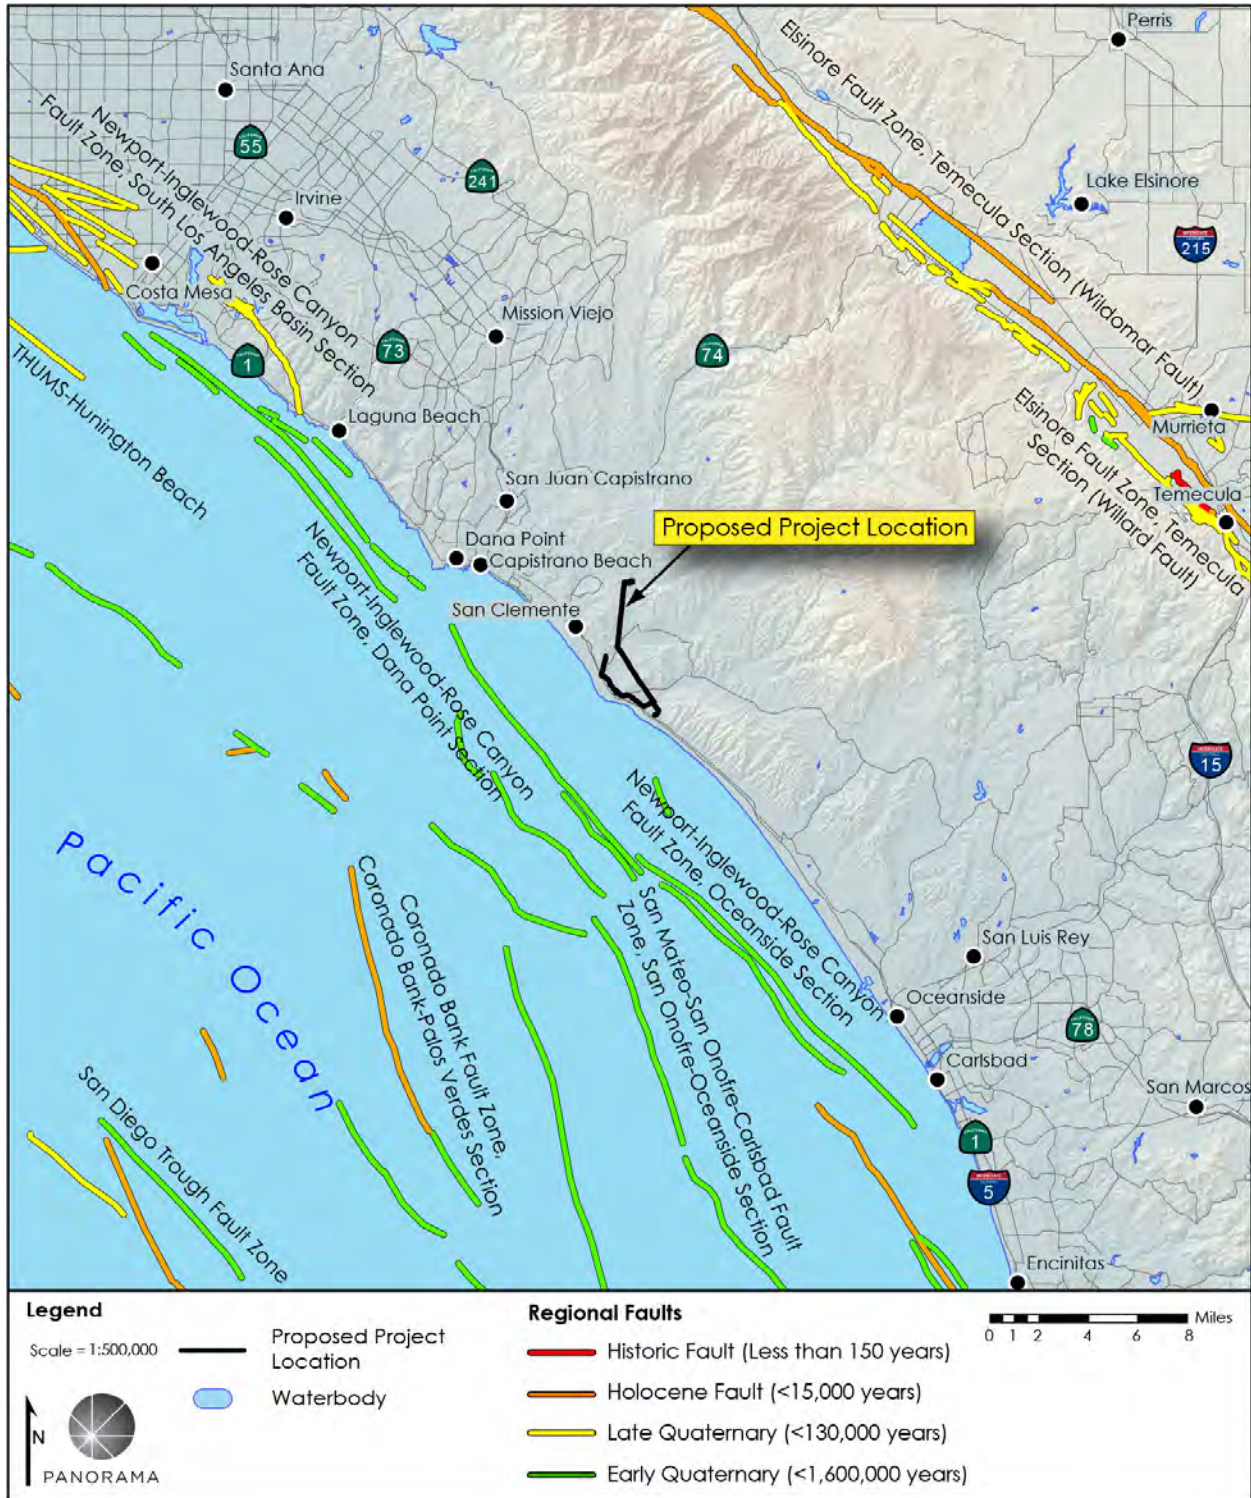 Perris
Santa Ana
Elsinore Fault Zone, Temecula Section (Wildomar Fault)
Newport-Inglewood-Rose Canyon
Fault Zone, South Los Angeles Basin Section
55
241
Lake Elsinore
Irvine
INTERSTATE
215
Costa Mesa
Mission Viejo
73
74
1
THUMS-Hunington Beach
Laguna Beach
Murrieta
Elsinore Fault Zone, Temecula
Section (Willard Fault)
San Juan Capistrano
Temecula
Proposed Project Location
Dana Point
Capistrano Beach
San Clemente
Newport-Inglewood-Rose Canyon
Fault Zone, Dana Point Section
INTERSTATE
15
Newport-Inglewood-Rose Canyon
Fault Zone, Oceanside Section
Pacific Ocean
Coronado Bank Fault Zone,
Coronado Bank-Palos Verdes Section
San Mateo-San Onofre-Carlsbad Fault
Zone, San Onofre-Oceanside Section
San Luis Rey
Oceanside
78
Carlsbad
San Marcos
San Diego Trough Fault Zone
1
INTERSTATE
5
Encinitas
Legend
Scale = 1:500,000
Proposed Project
Location
Waterbody
N
PANORAMA
Regional Faults
Historic Fault (Less than 150 years)
Holocene Fault (<15,000 years)
Late Quaternary (<130,000 years)
Early Quaternary (<1,600,000 years)
Miles
0 1 2 4 6 8